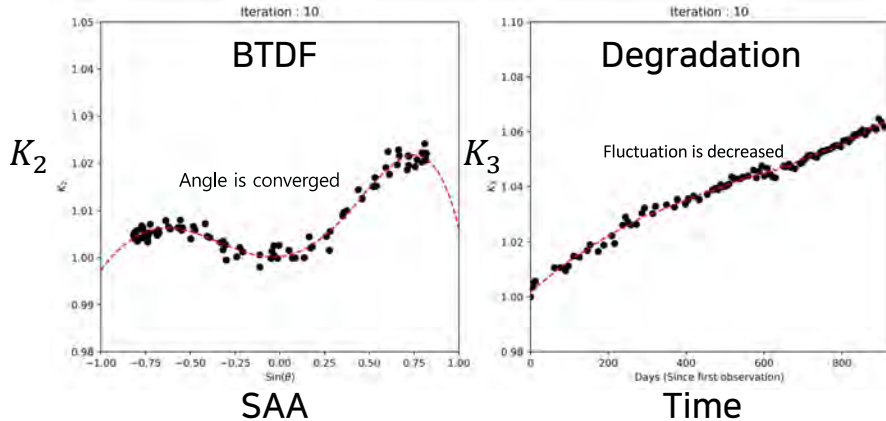 Iteration : 10
BTDF
1.05
1.04
1.03
1.02
1.01
1.00
0.99
0.98
K₂
K₂
Angle is converged
−1.00 −0.75 −0.50 −0.25 0.00 0.25 0.50 0.75 1.00
Sin(θ)
SAA
Iteration : 10
Degradation
1.10
1.08
1.06
1.04
1.02
1.00
0.98
K₃
K₃
Fluctuation is decreased
0 200 400 600 800
Days (Since first observation)
Time